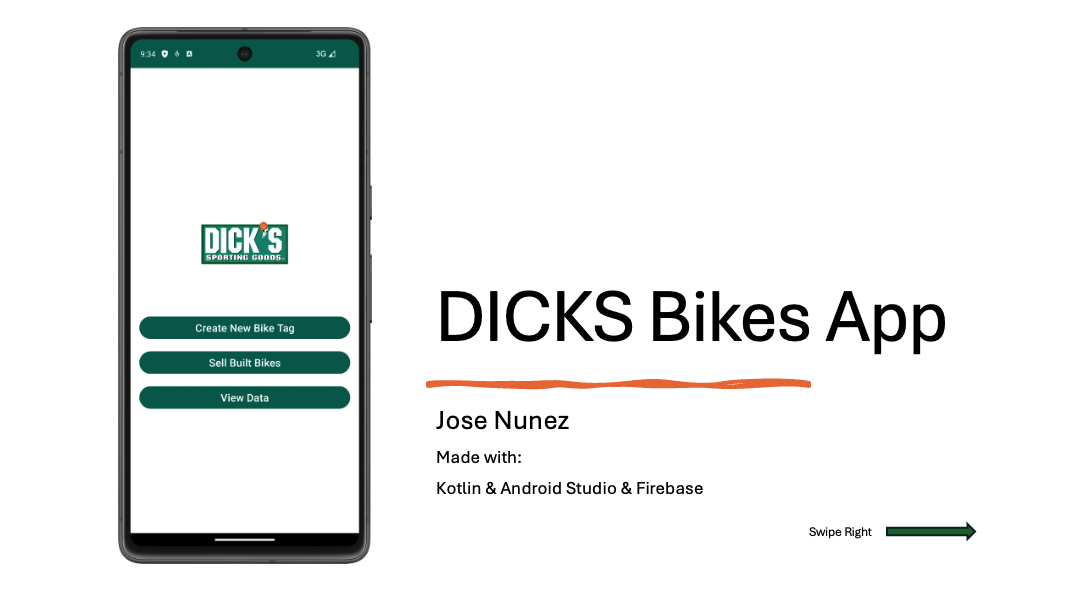 9:34
3G
DICK'S
SPORTING GOODS
Create New Bike Tag
Sell Built Bikes
View Data
DICKS Bikes App
Jose Nunez
Made with:
Kotlin & Android Studio & Firebase
Swipe Right